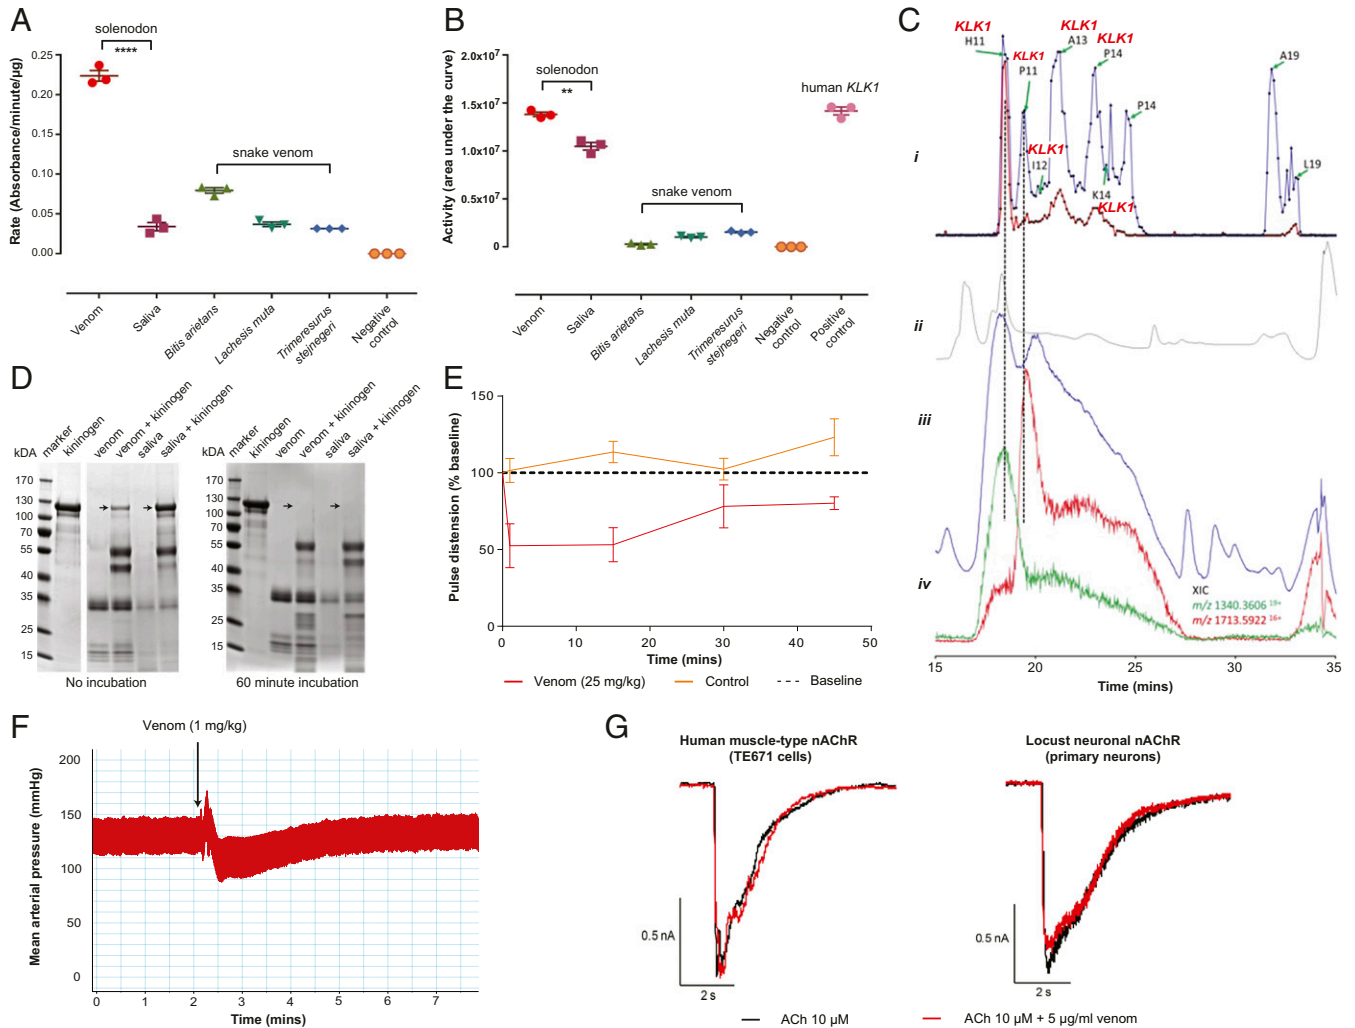 A
solenodon
****
Rate (Absorbance/minute/µg)
0.25
0.20
0.15
0.10
0.05
0.00
snake venom
Venom
Saliva
Bitis arietans
Lachesis muta
Trimeresurus
stejnegeri
Negative
control
B
solenodon
**
Activity (area under the curve)
2.0x10⁷
1.5x10⁷
1.0x10⁷
0.5x10⁷
0
human KLK1
snake venom
Venom
Saliva
Bitis arietans
Lachesis muta
Trimeresurus
stejnegeri
Negative
control
Positive
control
C
KLK1
H11
KLK1
P11
KLK1
A13
KLK1
P14
P14
KLK1
I12
K14
KLK1
A19
L19
i
ii
iii
iv
XIC
m/z 1340.3606 19+
m/z 1713.5922 16+
15
20
25
30
35
Time (mins)
D
kDA
marker
kininogen
venom
venom + kininogen
saliva
saliva + kininogen
170
130
100
70
55
40
35
25
15
No incubation
kDA
marker
kininogen
venom
venom + kininogen
saliva
saliva + kininogen
170
130
100
70
55
40
35
25
15
60 minute incubation
E
Pulse distension (% baseline)
150
100
50
0
0
10
20
30
40
50
Time (mins)
Venom (25 mg/kg)
Control
Baseline
F
Venom (1 mg/kg)
Mean arterial pressure (mmHg)
200
150
100
50
0
0
1
2
3
4
5
6
7
Time (mins)
G
Human muscle-type nAChR
(TE671 cells)
0.5 nA
2 s
Locust neuronal nAChR
(primary neurons)
0.5 nA
2 s
ACh 10 µM
ACh 10 µM + 5 µg/ml venom